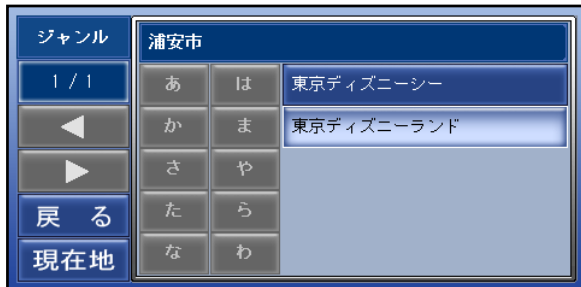 ジャンル
浦安市
1 / 1
あ は
東京ディズニーシー
か ま
東京ディズニーランド
さ や
た ら
な わ
戻 る
現在地